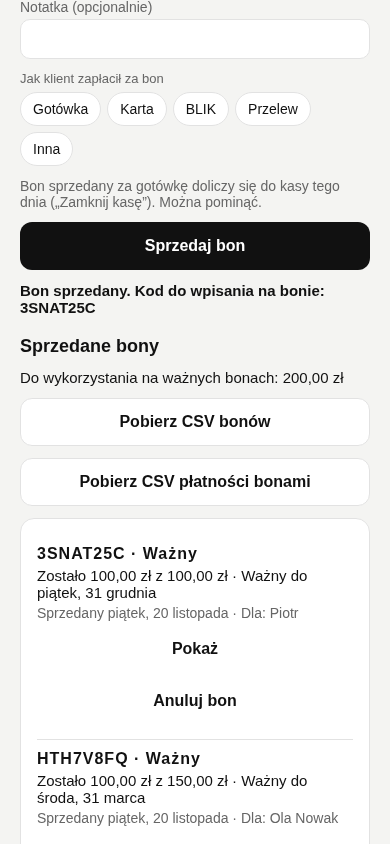 Notatka (opcjonalnie)
Jak klient zapłacił za bon
Gotówka
Karta
BLIK
Przelew
Inna
Bon sprzedany za gotówkę doliczy się do kasy tego
dnia („Zamknij kasę”). Można pominąć.
Sprzedaj bon
Bon sprzedany. Kod do wpisania na bonie:
3SNAT25C
Sprzedane bony
Do wykorzystania na ważnych bonach: 200,00 zł
Pobierz CSV bonów
Pobierz CSV płatności bonami
3SNAT25C · Ważny
Zostało 100,00 zł z 100,00 zł · Ważny do
piątek, 31 grudnia
Sprzedany piątek, 20 listopada · Dla: Piotr
Pokaż
Anuluj bon
HTH7V8FQ · Ważny
Zostało 100,00 zł z 150,00 zł · Ważny do
środa, 31 marca
Sprzedany piątek, 20 listopada · Dla: Ola Nowak